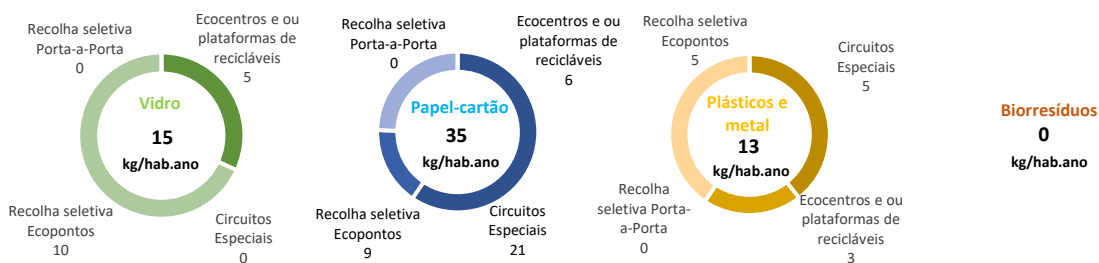 Recolha seletiva
Porta-a-Porta
0
Ecocentros e ou
plataformas de
recicláveis
5
Vidro
15
kg/hab.ano
Recolha seletiva
Ecopontos
10
Circuitos
Especiais
0
Recolha seletiva
Porta-a-Porta
0
Ecocentros e ou
plataformas de
recicláveis
6
Papel-cartão
35
kg/hab.ano
Recolha seletiva
Ecopontos
9
Circuitos
Especiais
21
Recolha seletiva
Ecopontos
5
Circuitos
Especiais
5
Plásticos e
metal
13
kg/hab.ano
Recolha
seletiva Porta-
a-Porta
0
Ecocentros e ou
plataformas de
recicláveis
3
Biorresíduos
0
kg/hab.ano